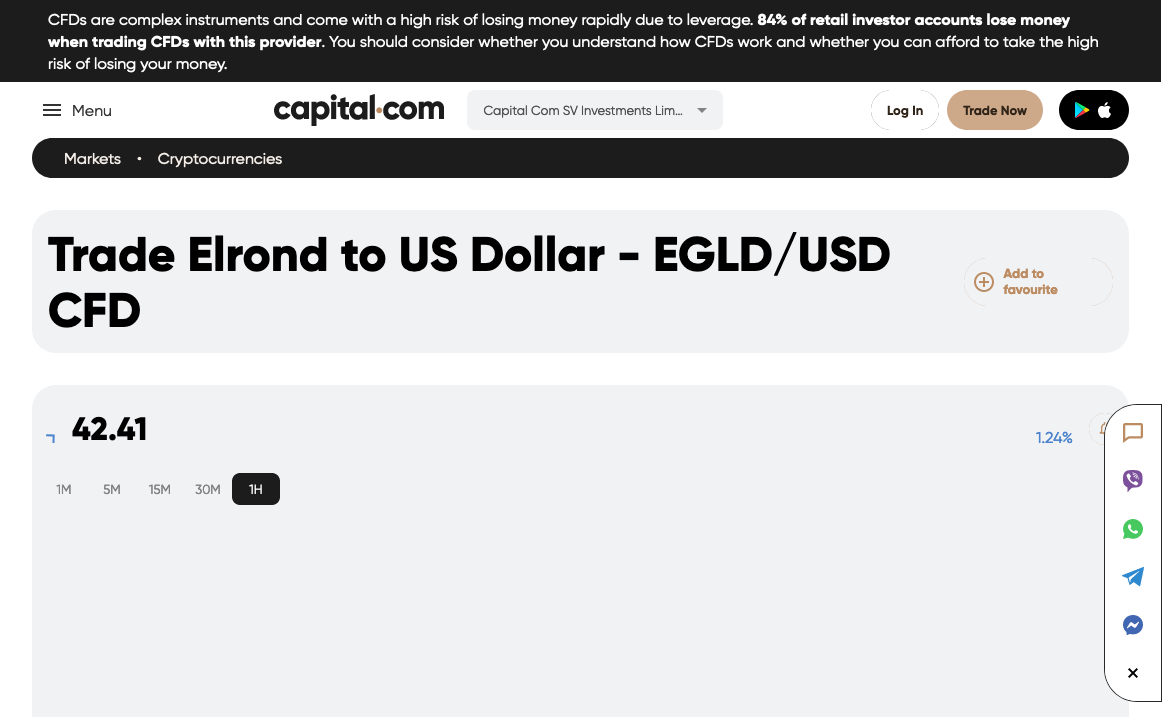 CFDs are complex instruments and come with a high risk of losing money rapidly due to leverage. 84% of retail investor accounts lose money
when trading CFDs with this provider. You should consider whether you understand how CFDs work and whether you can afford to take the high
risk of losing your money.
Menu
capital.com
Capital Com SV Investments Lim...
Log In
Trade Now
Markets • Cryptocurrencies
Trade Elrond to US Dollar - EGLD/USD
CFD
Add to
favourite
42.41
1.24%
1M 5M 15M 30M 1H